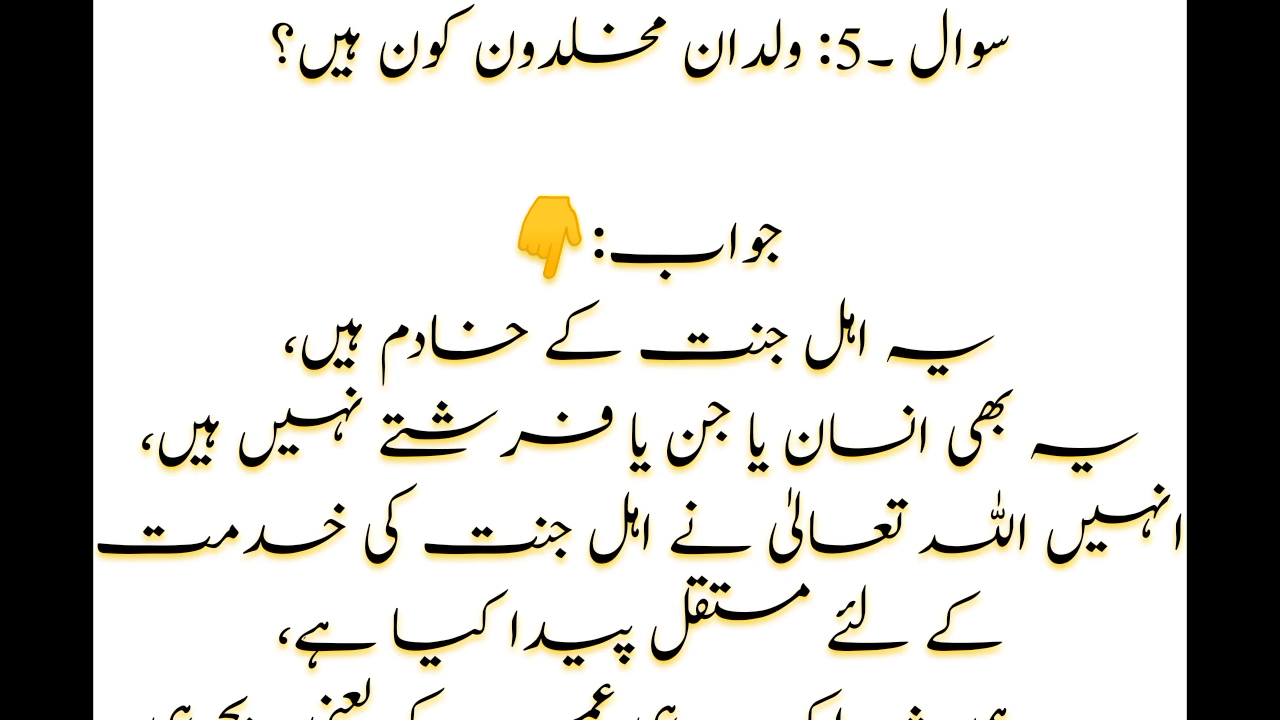 سوال ۔5: ولدان مخلدون کون ہیں؟
جواب:👇
یہ اہل جنت کے خادم ہیں،
یہ بھی انسان یا جن یا فرشتے نہیں ہیں،
انہیں اللہ تعالیٰ نے اہل جنت کی خدمت
کے لئے مستقل پیدا کیا ہے،